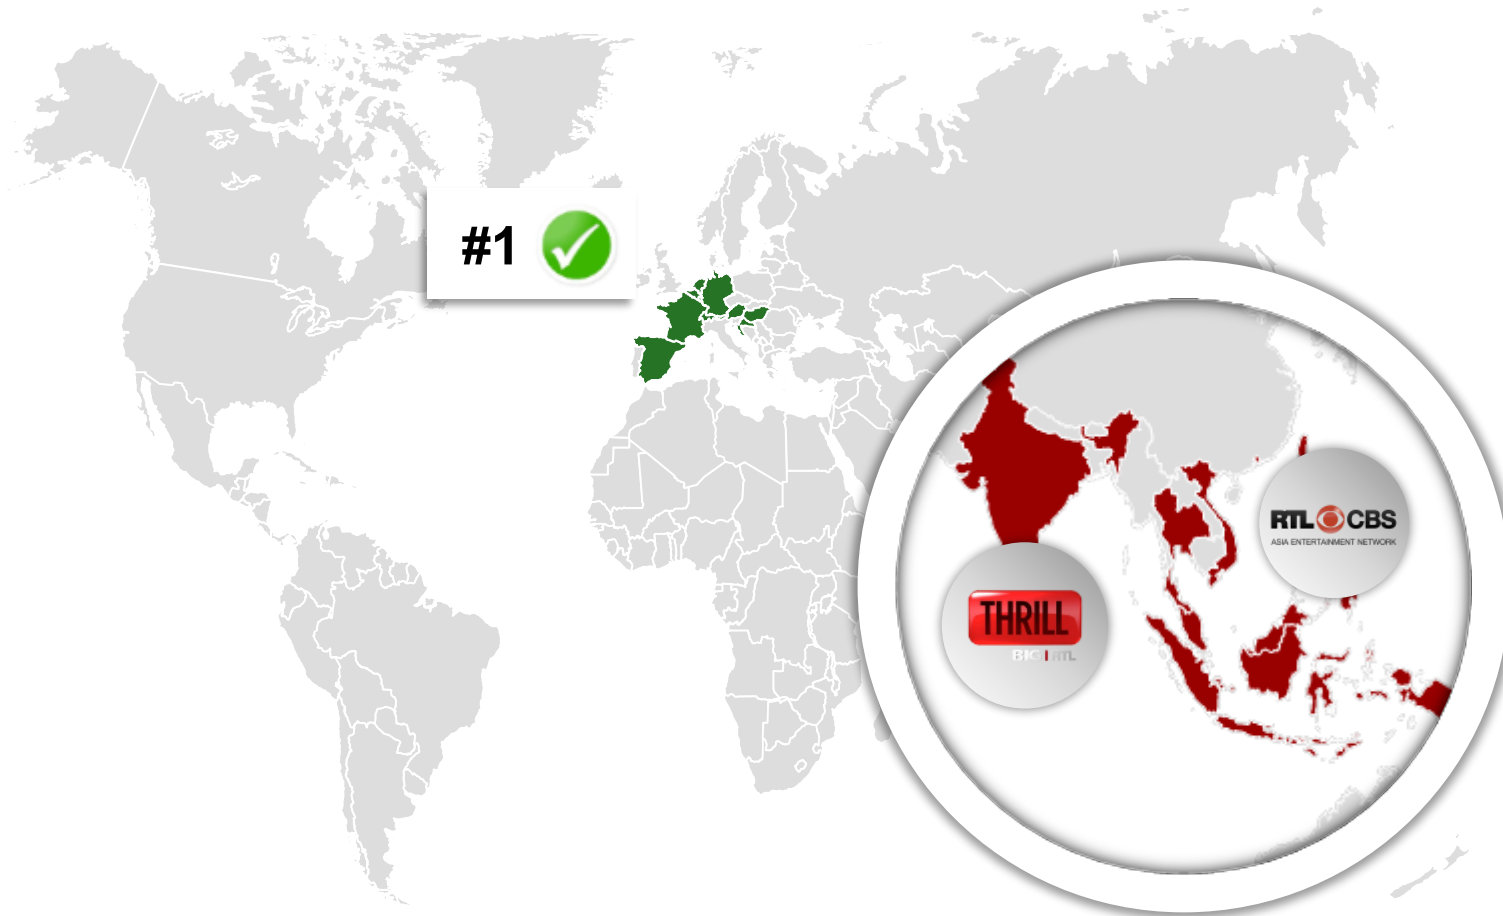 #1
RTL CBS
ASIA ENTERTAINMENT NETWORK
THRILL
BIG RTL